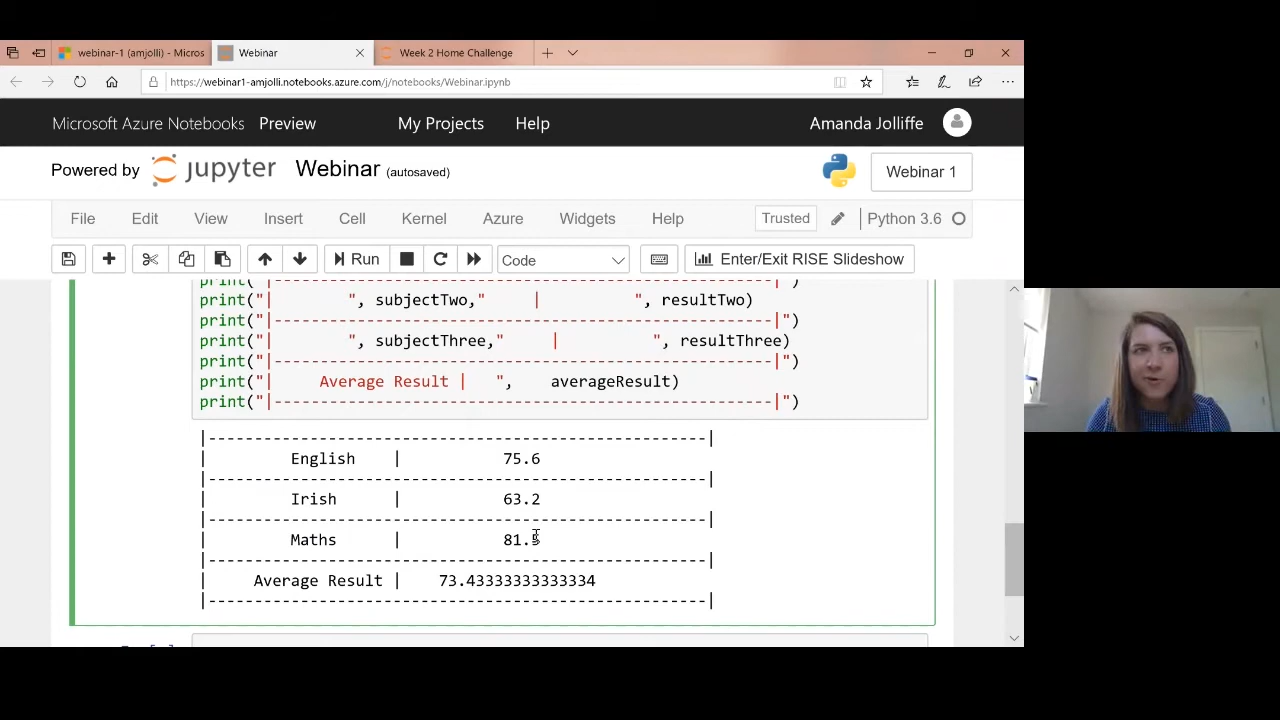 webinar-1 (amjolli) - Micros
Webinar
Week 2 Home Challenge
https://webinar1-amjolli.notebooks.azure.com/j/notebooks/Webinar.ipynb
Microsoft Azure Notebooks Preview My Projects Help Amanda Jolliffe
Powered by jupyter Webinar (autosaved) Webinar 1
File Edit View Insert Cell Kernel Azure Widgets Help Trusted Python 3.6
Run Code Enter/Exit RISE Slideshow
print("|------------------------------------------------------|")
print("|        ", subjectTwo,"     |          ", resultTwo)
print("|------------------------------------------------------|")
print("|        ", subjectThree,"     |          ", resultThree)
print("|------------------------------------------------------|")
print("|     Average Result |   ",    averageResult)
print("|------------------------------------------------------|")
|------------------------------------------------------|
|         English     |           75.6
|------------------------------------------------------|
|         Irish      |           63.2
|------------------------------------------------------|
|         Maths      |           81.5
|------------------------------------------------------|
|     Average Result |    73.43333333333334
|------------------------------------------------------|